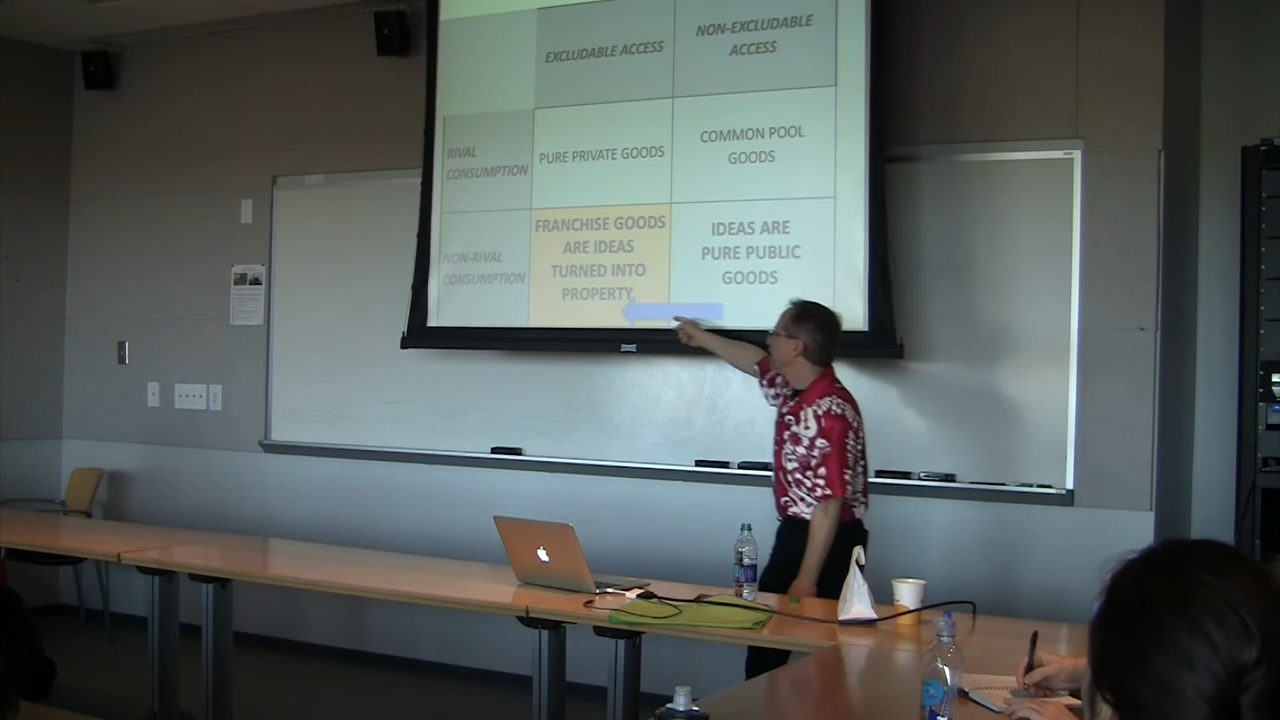 EXCLUDABLE ACCESS
NON-EXCLUDABLE
ACCESS
RIVAL
CONSUMPTION
PURE PRIVATE GOODS
COMMON POOL
GOODS
NON-RIVAL
CONSUMPTION
FRANCHISE GOODS
ARE IDEAS
TURNED INTO
PROPERTY
IDEAS ARE
PURE PUBLIC
GOODS